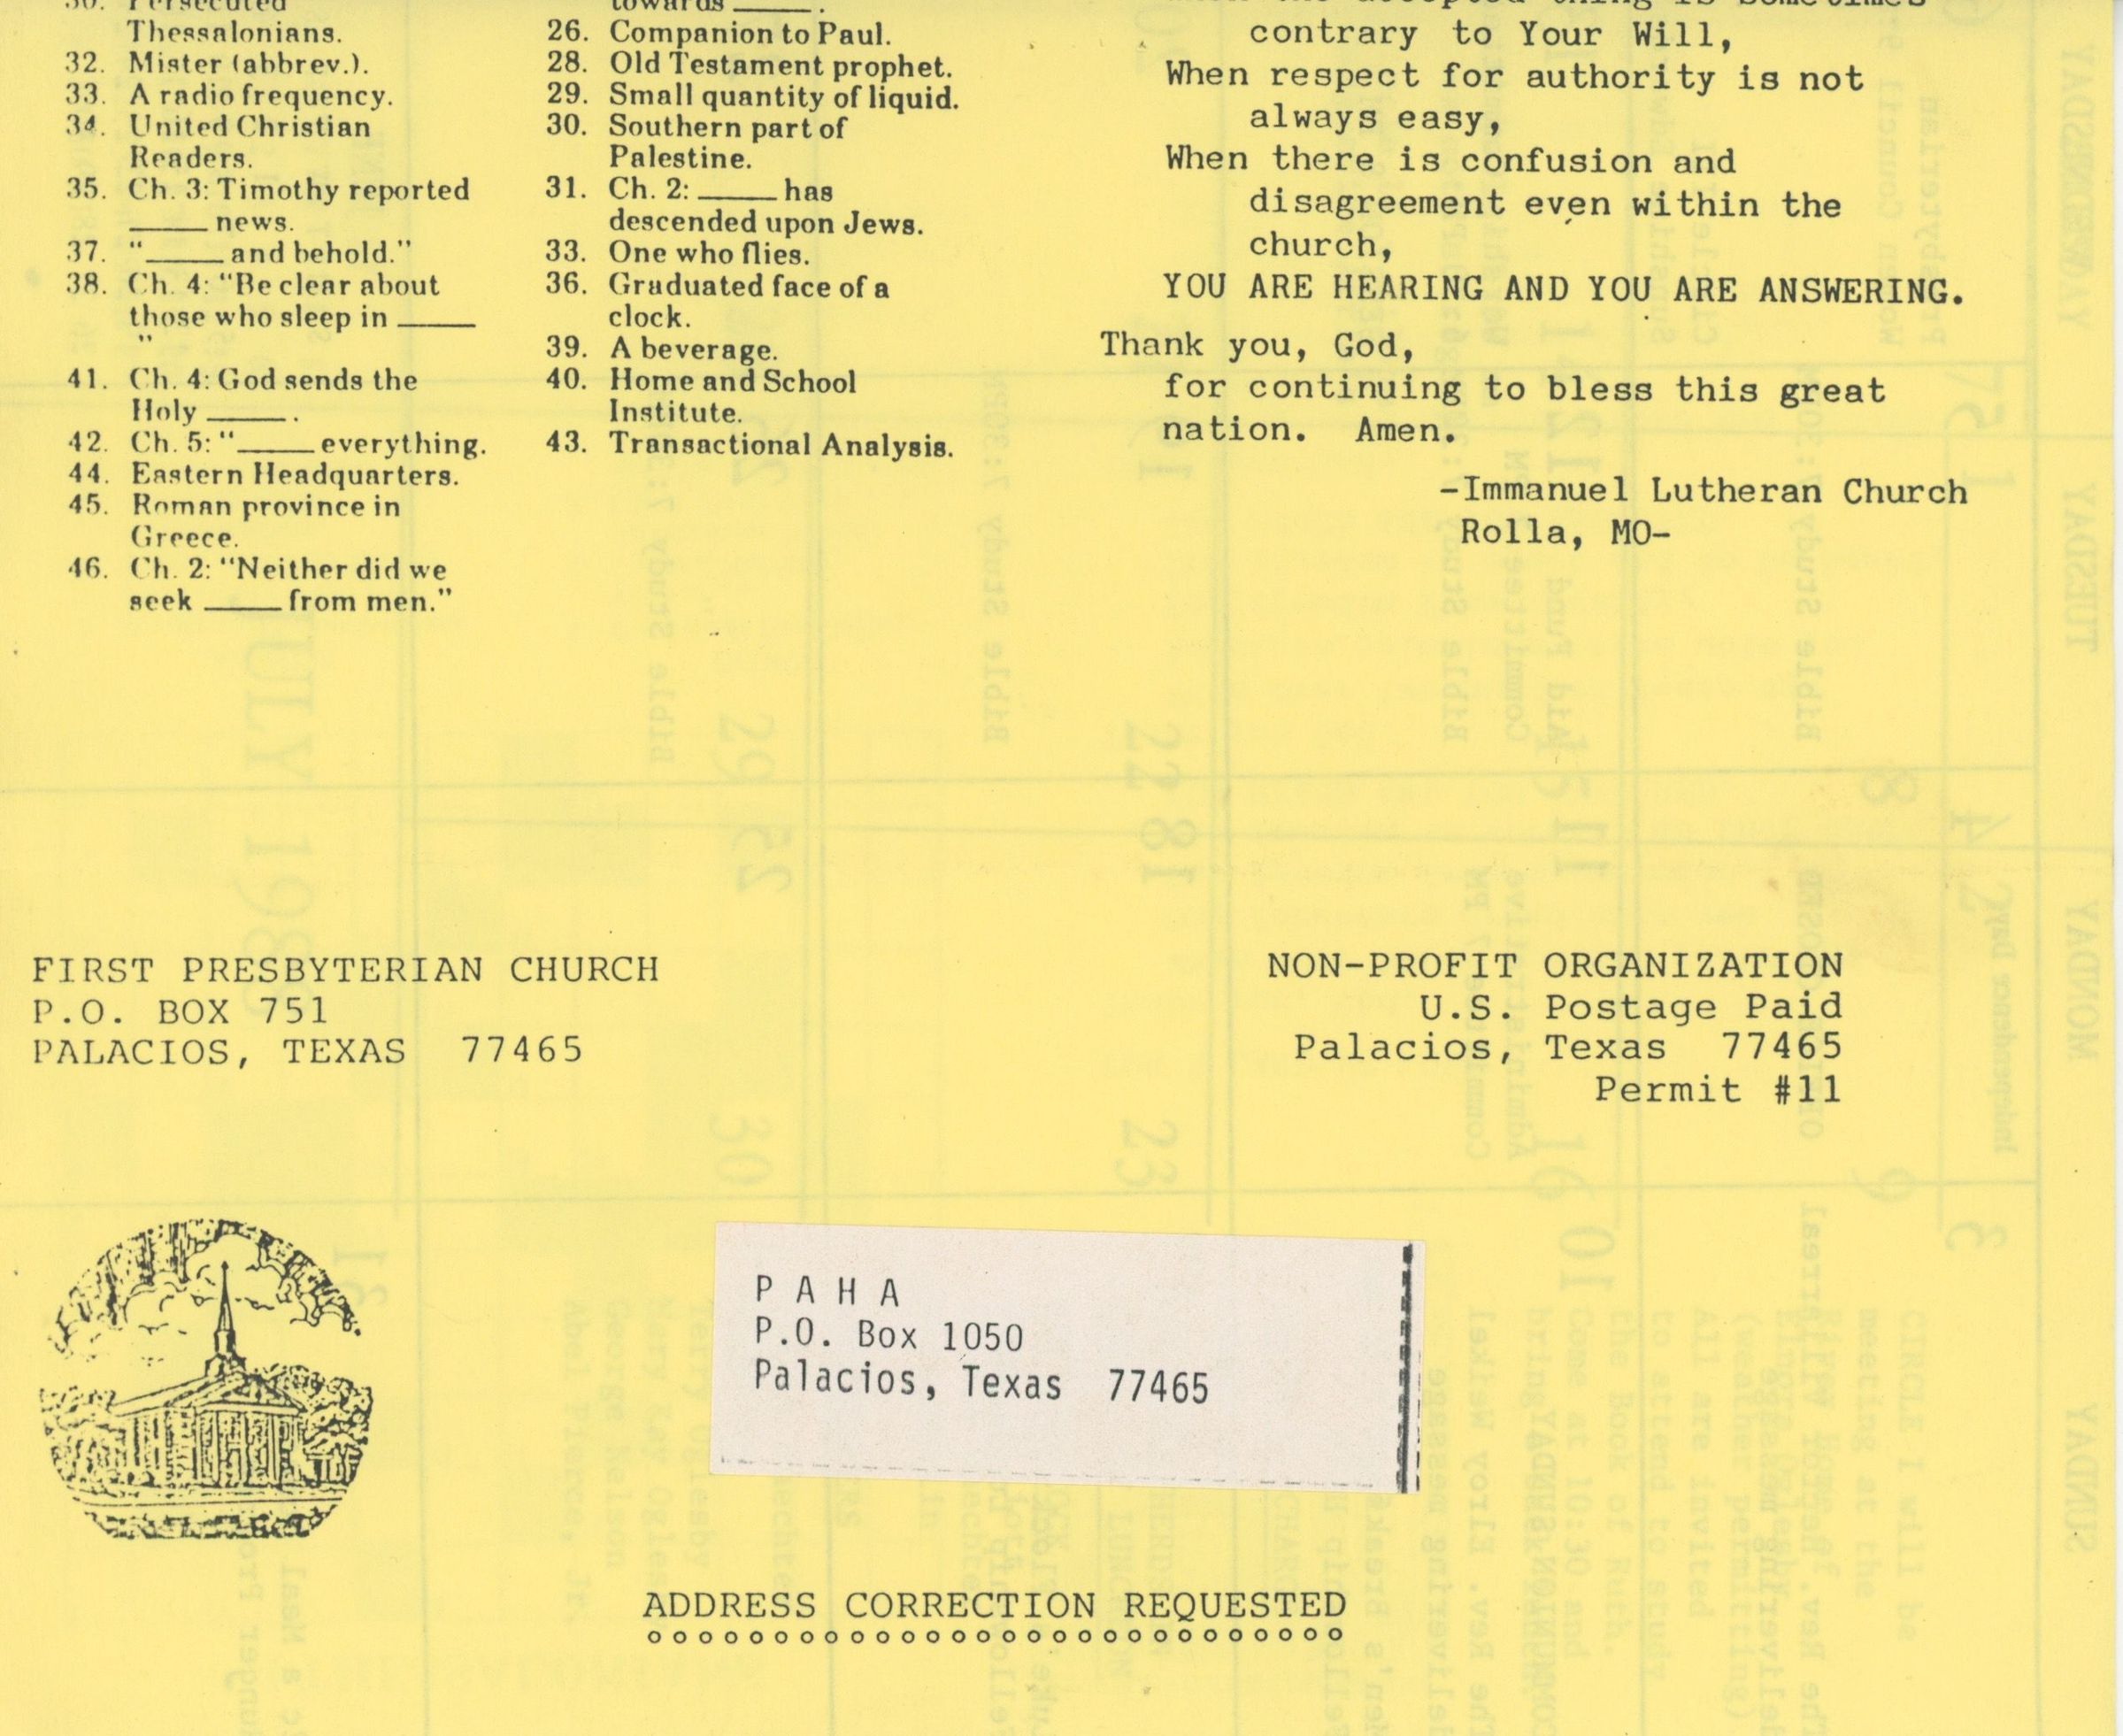 Thessalonians.
32. Mister (abbrev.).
33. A radio frequency.
34. United Christian
Readers.
35. Ch. 3: Timothy reported
_____ news.
37. “_____ and behold.”
38. Ch. 4: “Be clear about
those who sleep in _____
”
41. Ch. 4: God sends the
Holy _____.
42. Ch. 5: “_____ everything.
44. Eastern Headquarters.
45. Roman province in
Greece.
46. Ch. 2: “Neither did we
seek _____ from men.”
towards _____.
26. Companion to Paul.
28. Old Testament prophet.
29. Small quantity of liquid.
30. Southern part of
Palestine.
31. Ch. 2: _____ has
descended upon Jews.
33. One who flies.
36. Graduated face of a
clock.
39. A beverage.
40. Home and School
Institute.
43. Transactional Analysis.
contrary to Your Will,
When respect for authority is not
always easy,
When there is confusion and
disagreement even within the
church,
YOU ARE HEARING AND YOU ARE ANSWERING.
Thank you, God,
for continuing to bless this great
nation. Amen.
-Immanuel Lutheran Church
Rolla, MO-
FIRST PRESBYTERIAN CHURCH
P.O. BOX 751
PALACIOS, TEXAS 77465
NON-PROFIT ORGANIZATION
U.S. Postage Paid
Palacios, Texas 77465
Permit #11
P A H A
P.O. Box 1050
Palacios, Texas 77465
ADDRESS CORRECTION REQUESTED